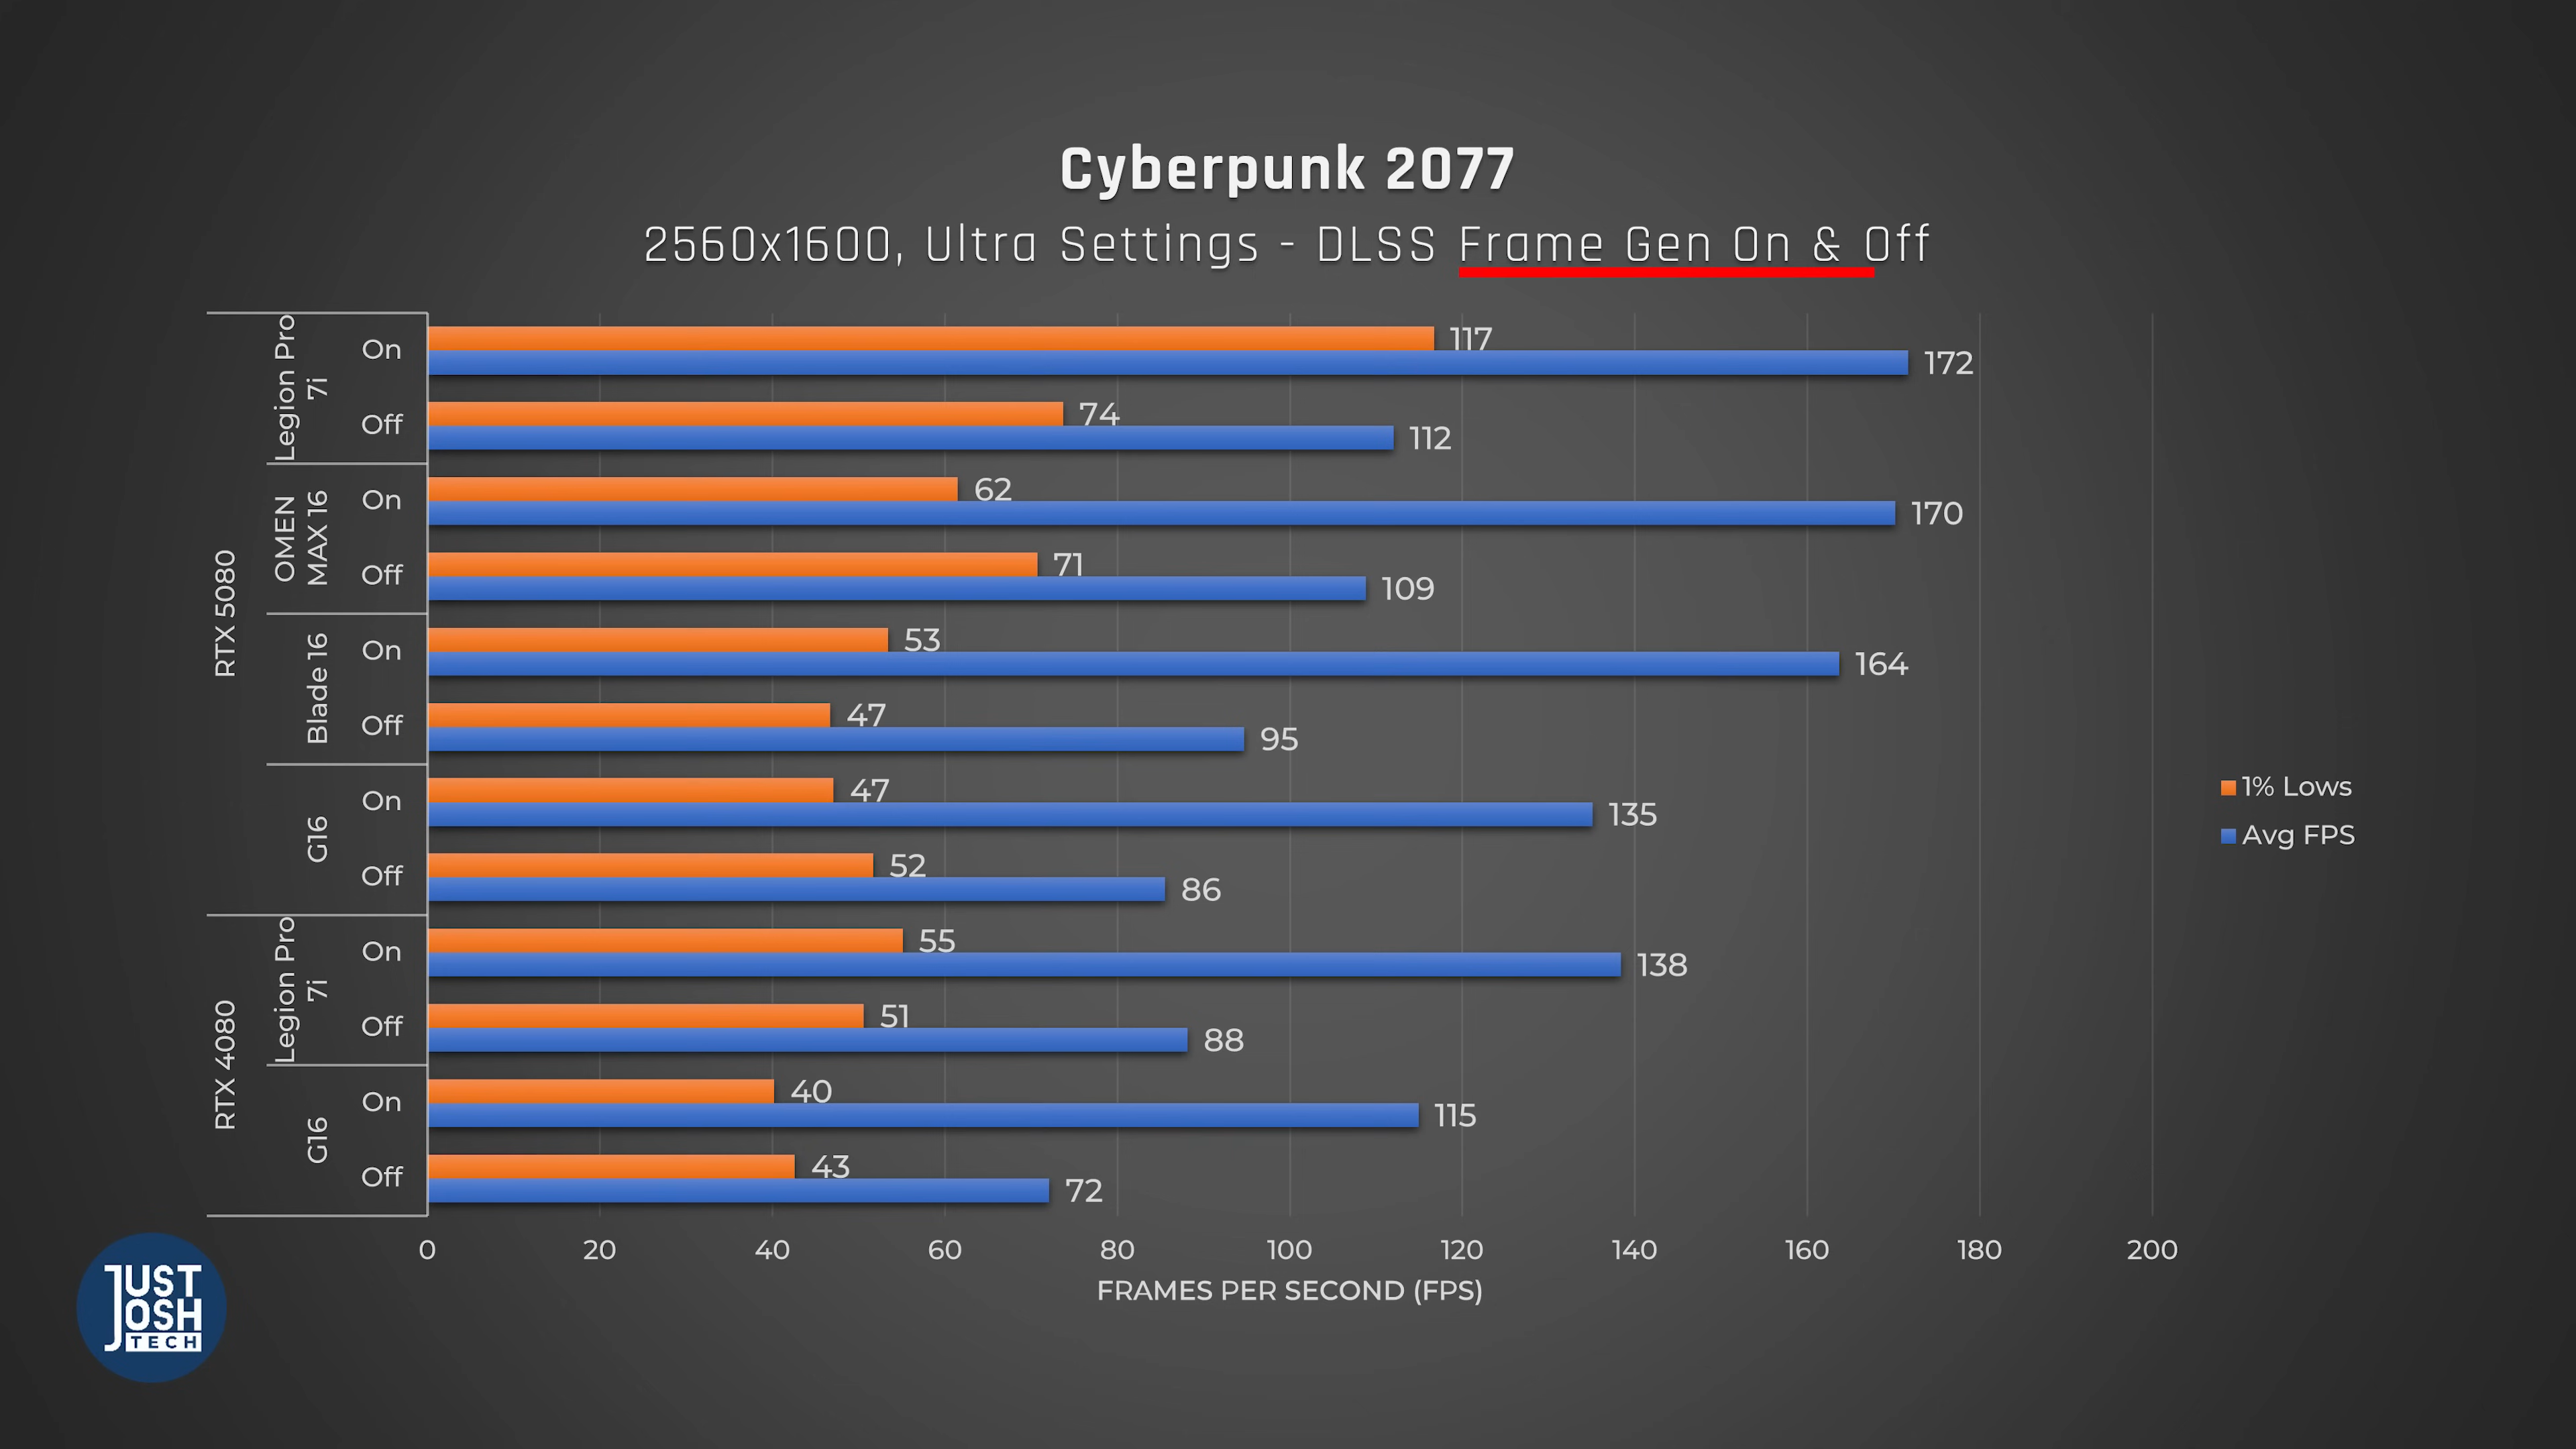 Cyberpunk 2077
2560x1600, Ultra Settings - DLSS Frame Gen On & Off
RTX 5080
Legion Pro
7i
On
117
172
Off
74
112
OMEN
MAX 16
On
62
170
Off
71
109
Blade 16
On
53
164
Off
47
95
G16
On
47
135
Off
52
86
RTX 4080
Legion Pro
7i
On
55
138
Off
51
88
G16
On
40
115
Off
43
72
1% Lows
Avg FPS
0 20 40 60 80 100 120 140 160 180 200
FRAMES PER SECOND (FPS)
JUST
JOSH
TECH